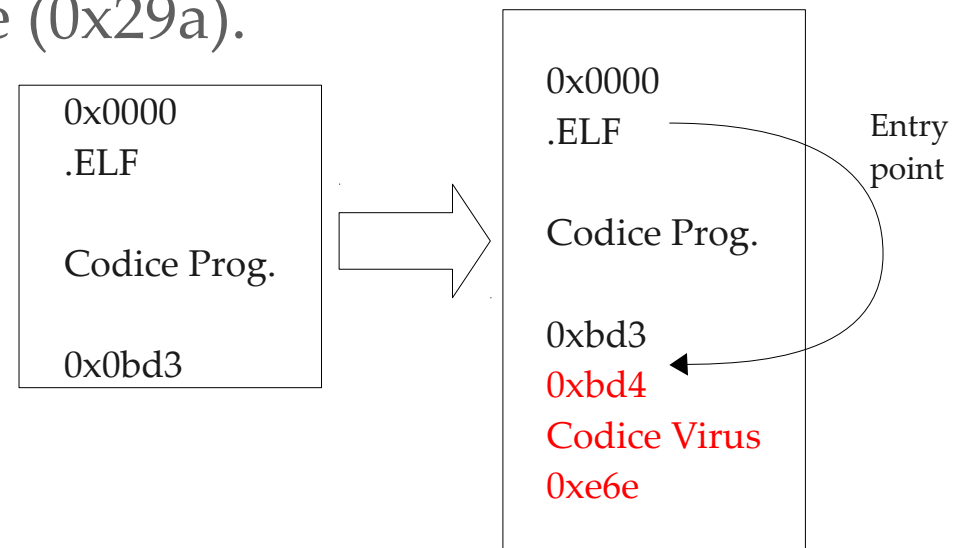 e (0x29a).
0x0000
.ELF
Codice Prog.
0x0bd3
0x0000
.ELF
Codice Prog.
0xbd3
0xbd4
Codice Virus
0xe6e
Entry
point